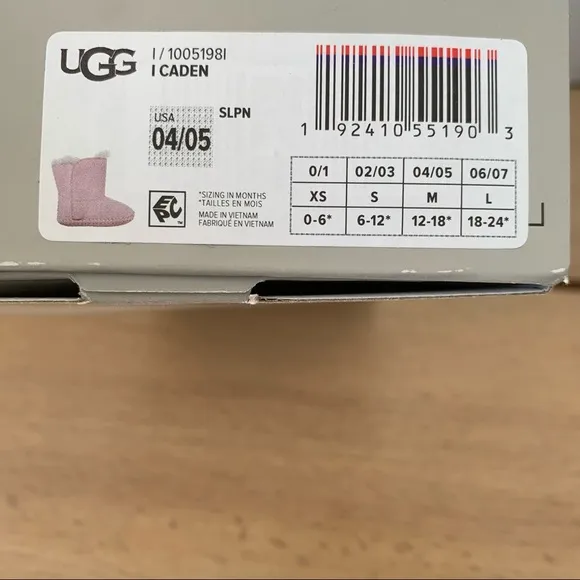 UGG
I / 1005198I
I CADEN
USA
04/05
SLPN
*SIZING IN MONTHS
*TAILLES EN MOIS
MADE IN VIETNAM
FABRIQUÉ EN VIETNAM
EPC™
1 92410 55190 3
0/1 02/03 04/05 06/07
XS S M L
0-6* 6-12* 12-18* 18-24*